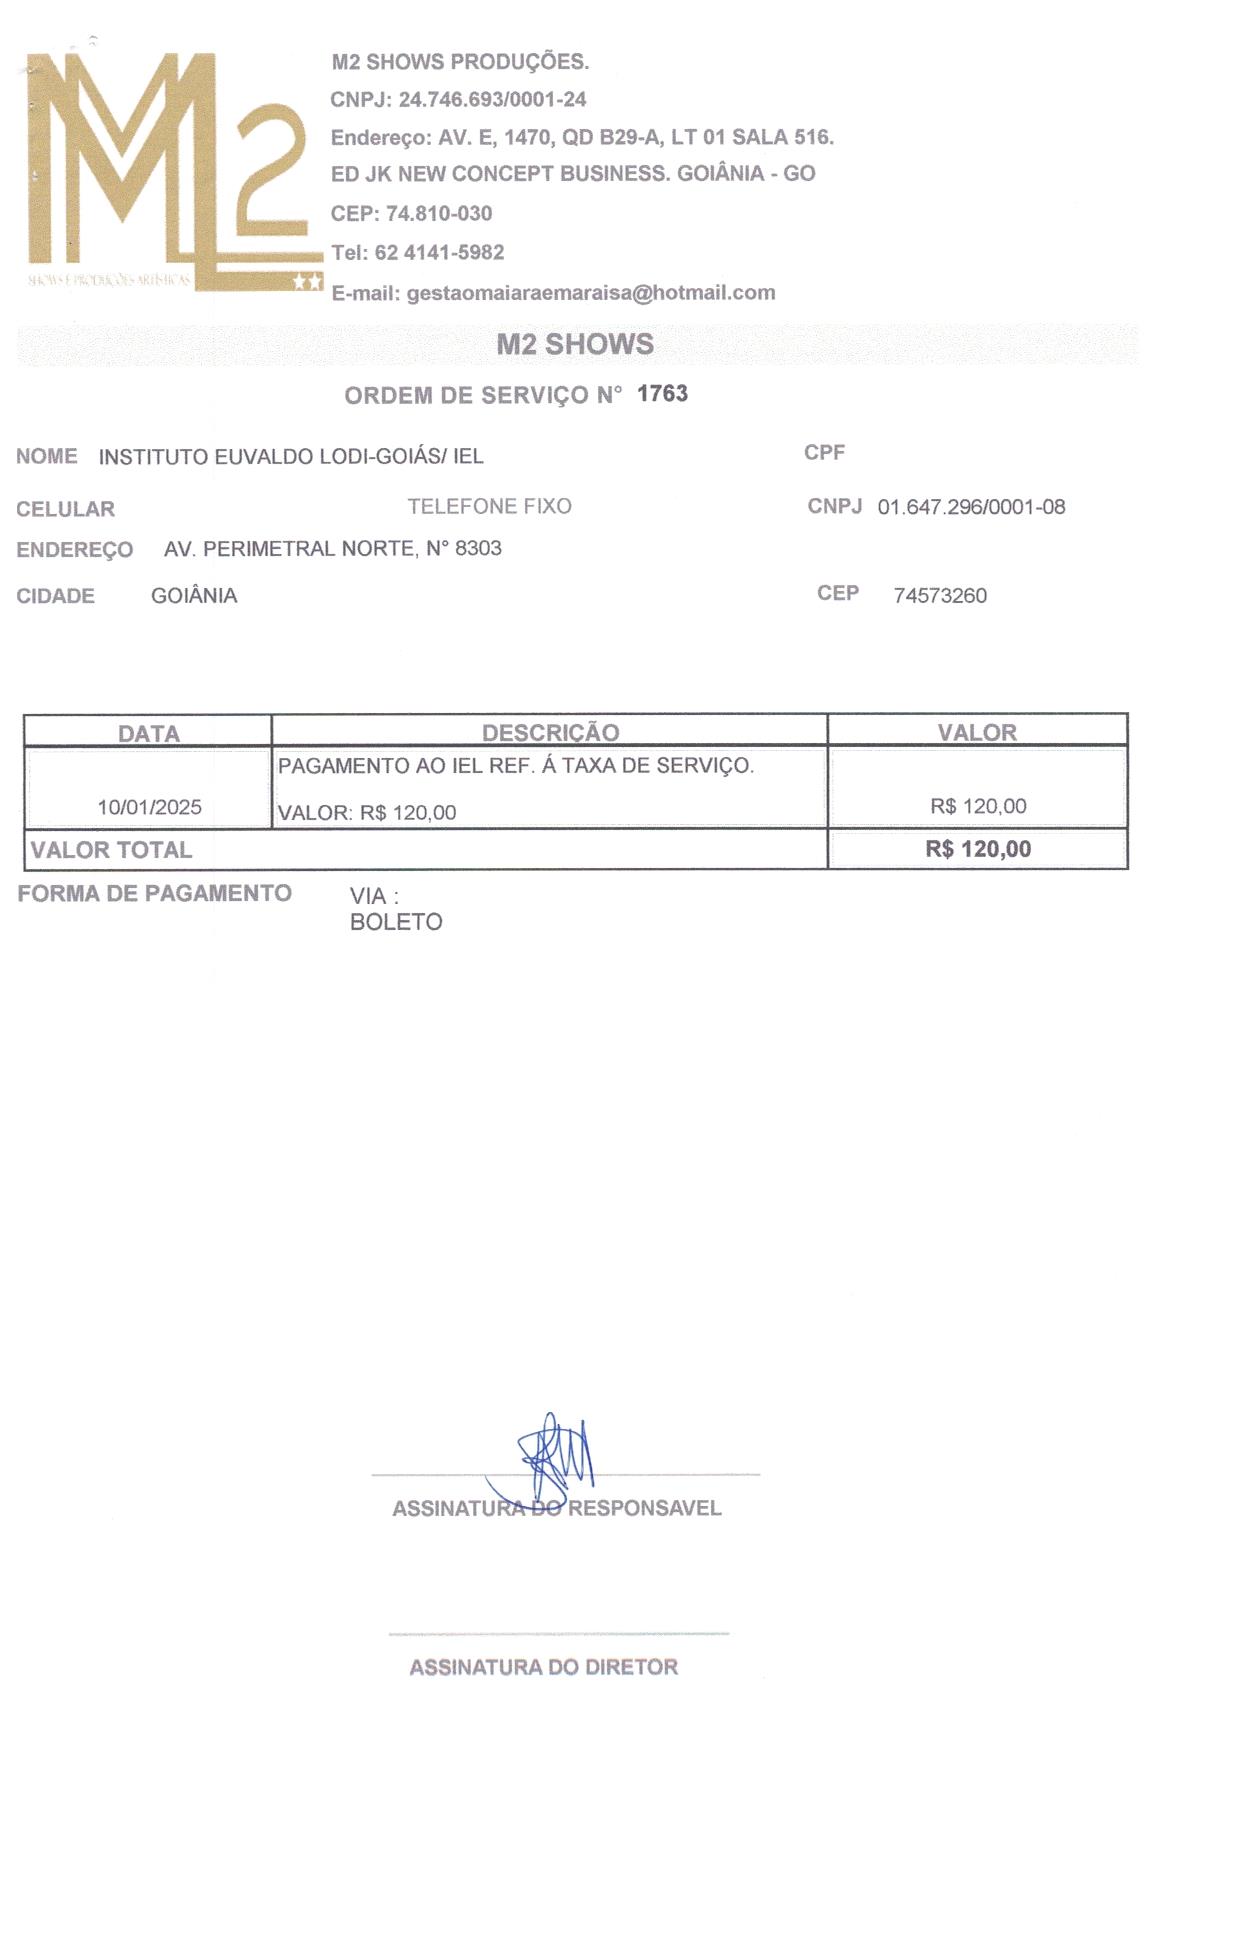 M2
SHOWS E PRODUÇÕES ARTÍSTICAS
M2 SHOWS PRODUÇÕES.
CNPJ: 24.746.693/0001-24
Endereço: AV. E, 1470, QD B29-A, LT 01 SALA 516.
ED JK NEW CONCEPT BUSINESS. GOIÂNIA - GO
CEP: 74.810-030
Tel: 62 4141-5982
E-mail: gestaomaiaraemaraisa@hotmail.com
M2 SHOWS
ORDEM DE SERVIÇO N° 1763
NOME INSTITUTO EUVALDO LODI-GOIÁS/ IEL CPF
CELULAR TELEFONE FIXO CNPJ 01.647.296/0001-08
ENDEREÇO AV. PERIMETRAL NORTE, N° 8303
CIDADE GOIÂNIA CEP 74573260
DATA DESCRIÇÃO VALOR
PAGAMENTO AO IEL REF. Á TAXA DE SERVIÇO.
10/01/2025 VALOR: R$ 120,00 R$ 120,00
VALOR TOTAL R$ 120,00
FORMA DE PAGAMENTO VIA :
BOLETO
ASSINATURA DO RESPONSAVEL
ASSINATURA DO DIRETOR